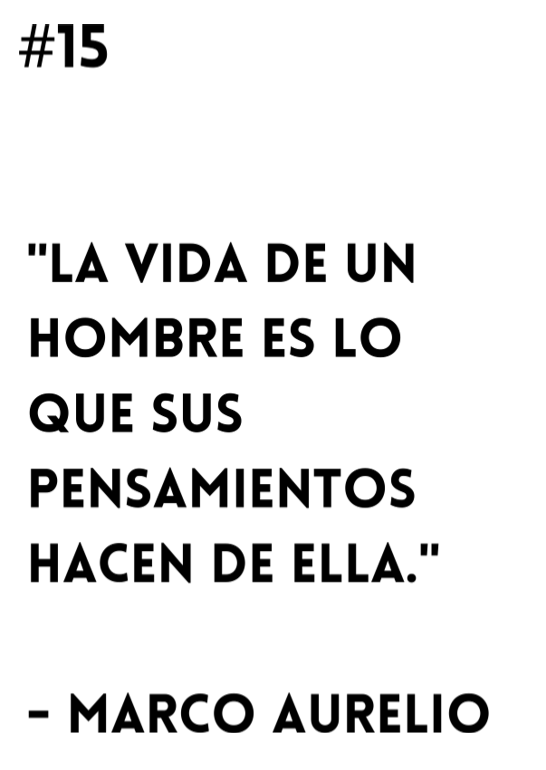 #15
"LA VIDA DE UN
HOMBRE ES LO
QUE SUS
PENSAMIENTOS
HACEN DE ELLA."
- MARCO AURELIO